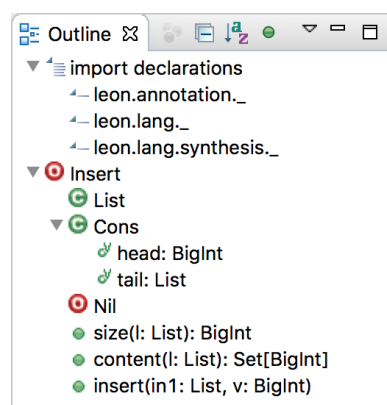 Outline
import declarations
leon.annotation._
leon.lang._
leon.lang.synthesis._
Insert
List
Cons
head: BigInt
tail: List
Nil
size(l: List): BigInt
content(l: List): Set[BigInt]
insert(in1: List, v: BigInt)